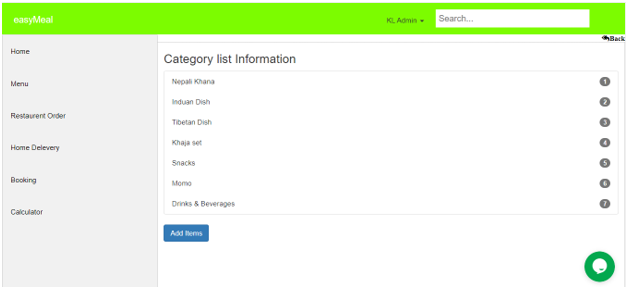 easyMeal
KL Admin
Search...
Back
Home
Menu
Restaurent Order
Home Delevery
Booking
Calculator
Category list Information
Nepali Khana 1
Induan Dish 2
Tibetan Dish 3
Khaja set 4
Snacks 5
Momo 6
Drinks & Beverages 7
Add Items